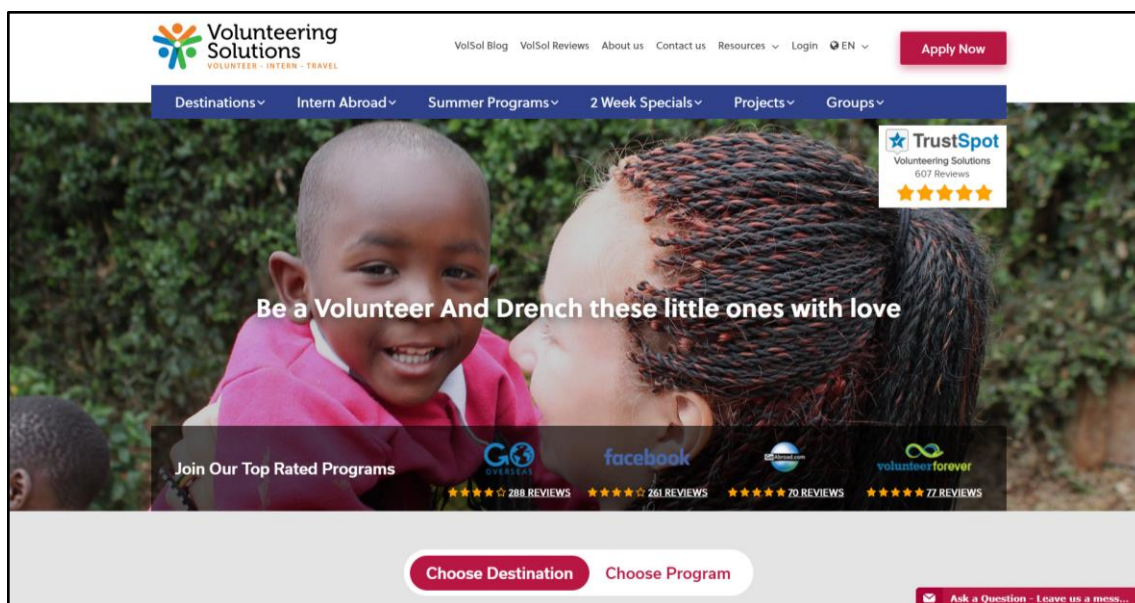 Volunteering
Solutions
VOLUNTEER - INTERN - TRAVEL
VolSol Blog VolSol Reviews About us Contact us Resources Login EN
Apply Now
Destinations Intern Abroad Summer Programs 2 Week Specials Projects Groups
TrustSpot
Volunteering Solutions
607 Reviews
Be a Volunteer And Drench these little ones with love
Join Our Top Rated Programs
GO
OVERSEAS
288 REVIEWS
facebook
261 REVIEWS
GoAbroad.com
70 REVIEWS
volunteerforever
77 REVIEWS
Choose Destination Choose Program
Ask a Question - Leave us a mess...